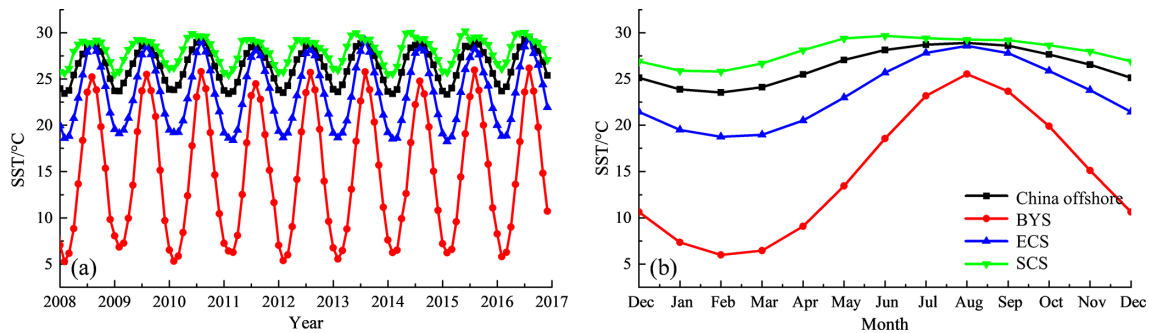 SST/°C
30
25
20
15
10
5
(a)
2008 2009 2010 2011 2012 2013 2014 2015 2016 2017
Year
SST/°C
30
25
20
15
10
5
China offshore
BYS
ECS
SCS
(b)
Dec Jan Feb Mar Apr May Jun Jul Aug Sep Oct Nov Dec
Month